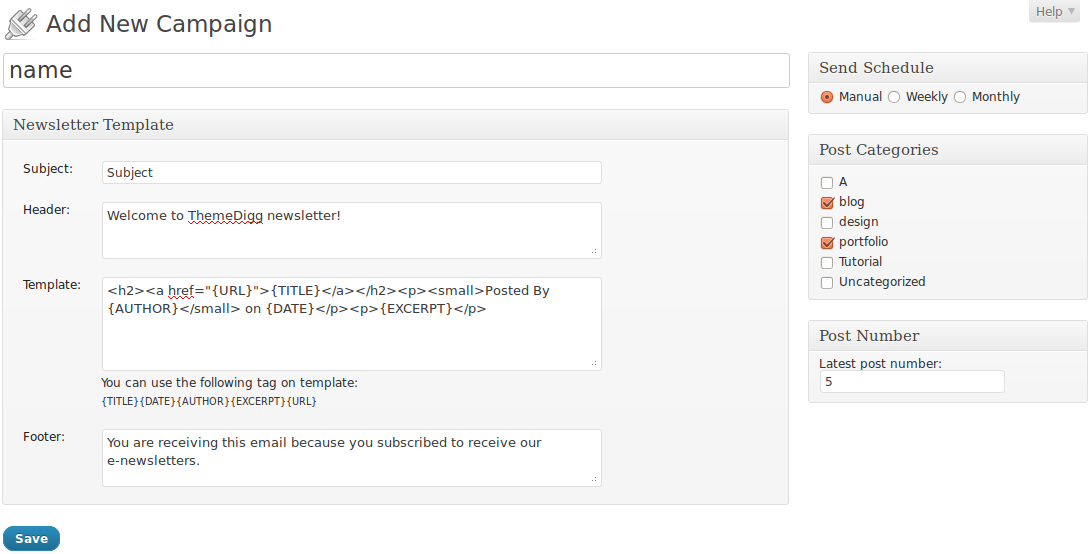 Add New Campaign
Help
name
Newsletter Template
Subject:
Subject
Header:
Welcome to ThemeDigg newsletter!
Template:
<h2><a href="{URL}">{TITLE}</a></h2><p><small>Posted By
{AUTHOR}</small> on {DATE}</p><p>{EXCERPT}</p>
You can use the following tag on template:
{TITLE}{DATE}{AUTHOR}{EXCERPT}{URL}
Footer:
You are receiving this email because you subscribed to receive our
e-newsletters.
Save
Send Schedule
Manual Weekly Monthly
Post Categories
A
blog
design
portfolio
Tutorial
Uncategorized
Post Number
Latest post number:
5